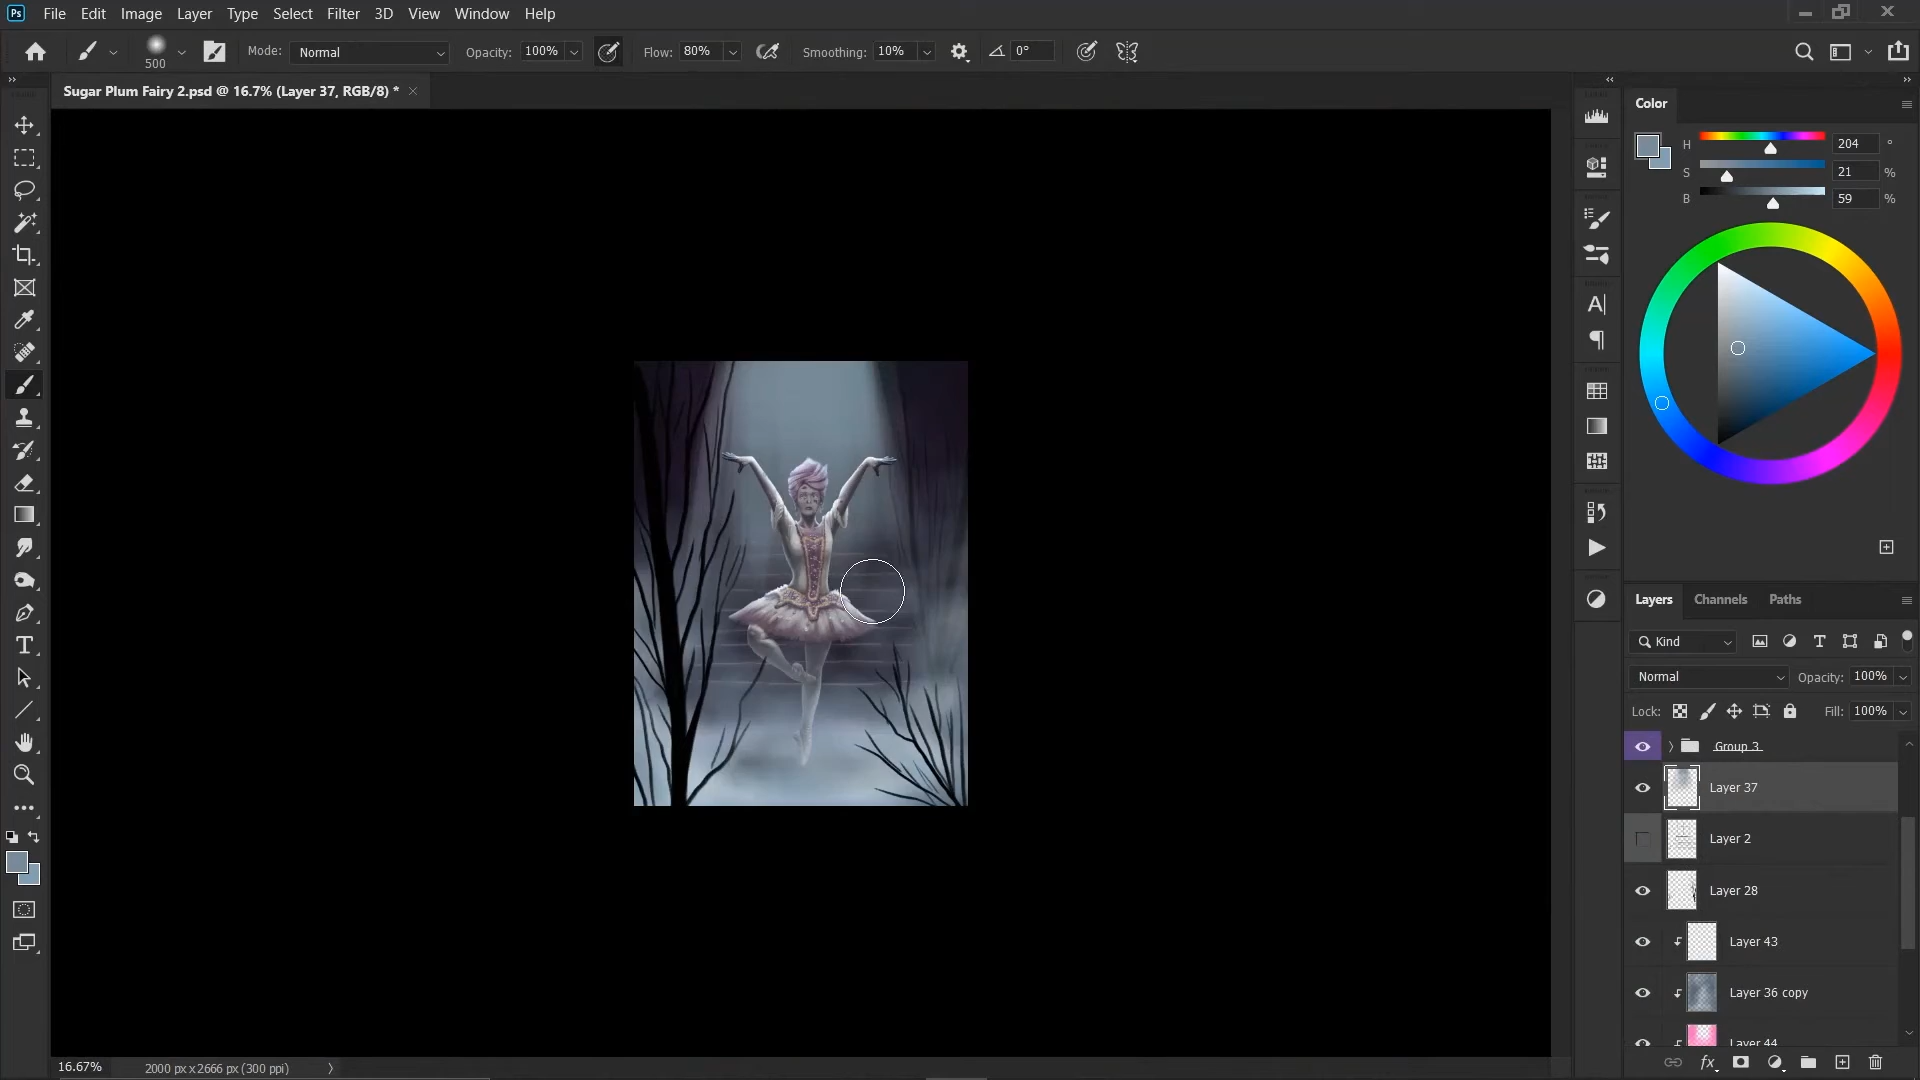 Ps File Edit Image Layer Type Select Filter 3D View Window Help
500 Mode: Normal Opacity: 100% Flow: 80% Smoothing: 10% 0°
Sugar Plum Fairy 2.psd @ 16.7% (Layer 37, RGB/8) *
Color
H 204 °
S 21 %
B 59 %
Layers Channels Paths
Kind
Normal Opacity: 100%
Lock: Fill: 100%
Group 3
Layer 37
Layer 2
Layer 28
Layer 43
Layer 36 copy
Layer 44
16.67% 2000 px x 2666 px (300 ppi)